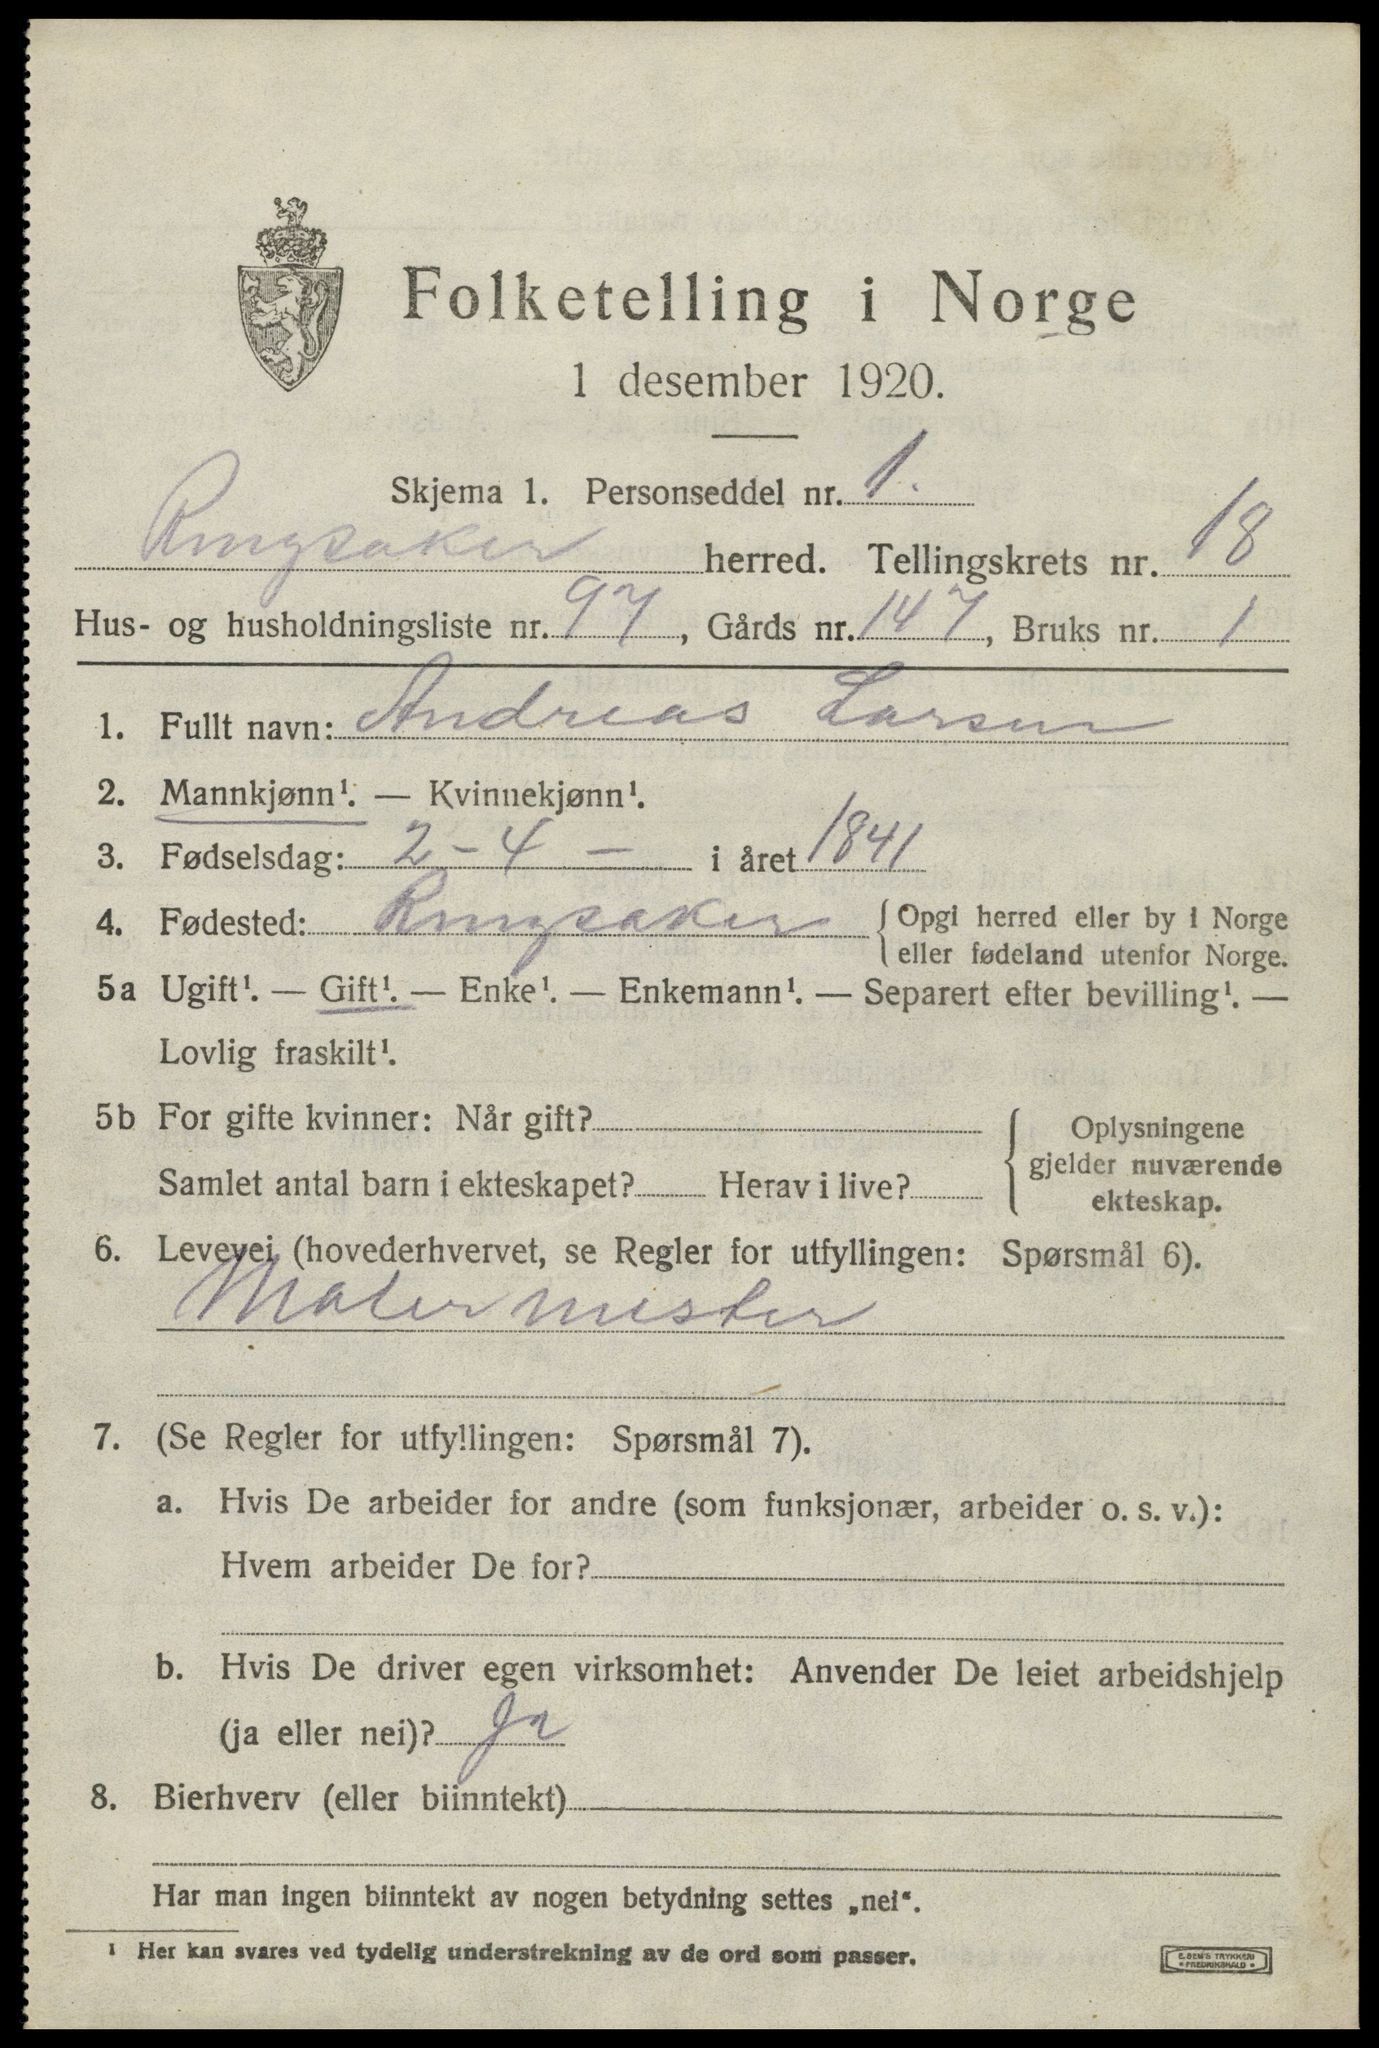 Folketelling i Norge
1 desember 1920.
Skjema 1. Personseddel nr. 1.
Ringsaker herred. Tellingskrets nr. 18
Hus- og husholdningsliste nr. 97, Gårds nr. 147, Bruks nr. 1
1. Fullt navn: Andreas Larsen
2. Mannkjønn¹. — Kvinnekjønn¹.
3. Fødselsdag: 2 - 4 - i året 1841
4. Fødested: Ringsaker { Opgi herred eller by i Norge
eller fødeland utenfor Norge.
5a Ugift¹. — Gift¹. — Enke¹. — Enkemann¹. — Separert efter bevilling¹. —
Lovlig fraskilt¹.
5b For gifte kvinner: Når gift?
Samlet antal barn i ekteskapet? Herav i live?
{ Oplysningene
gjelder nuværende
ekteskap.
6. Levevei (hovederhvervet, se Regler for utfyllingen: Spørsmål 6).
Maler mester
7. (Se Regler for utfyllingen: Spørsmål 7).
a. Hvis De arbeider for andre (som funksjonær, arbeider o. s. v.):
Hvem arbeider De for?
b. Hvis De driver egen virksomhet: Anvender De leiet arbeidshjelp
(ja eller nei)? Ja
8. Bierhverv (eller biinntekt)
Har man ingen biinntekt av nogen betydning settes „nei“.
¹ Her kan svares ved tydelig understrekning av de ord som passer.
E. SEM'S TRYKKERI
• FREDRIKSHALD •